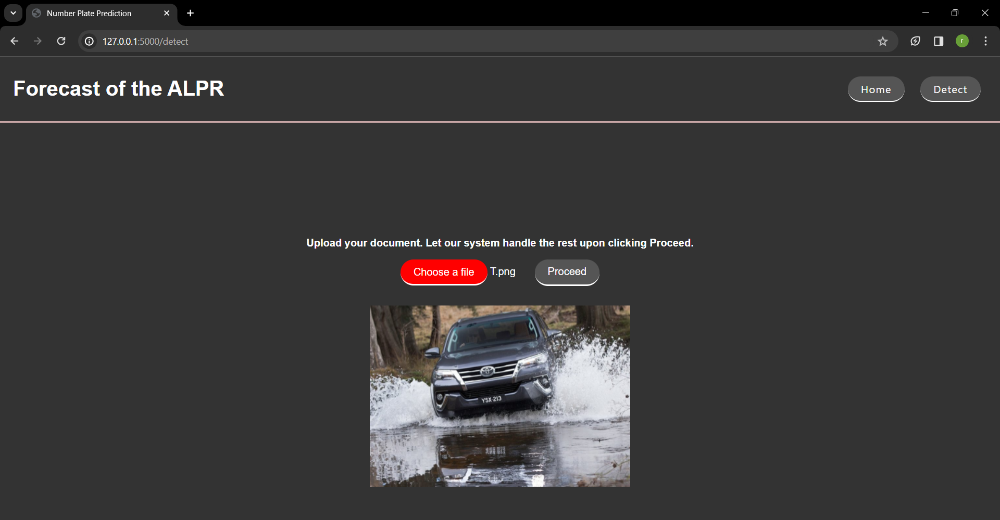 Number Plate Prediction
127.0.0.1:5000/detect
r
Forecast of the ALPR
Home
Detect
Upload your document. Let our system handle the rest upon clicking Proceed.
Choose a file T.png
Proceed
YSX·213